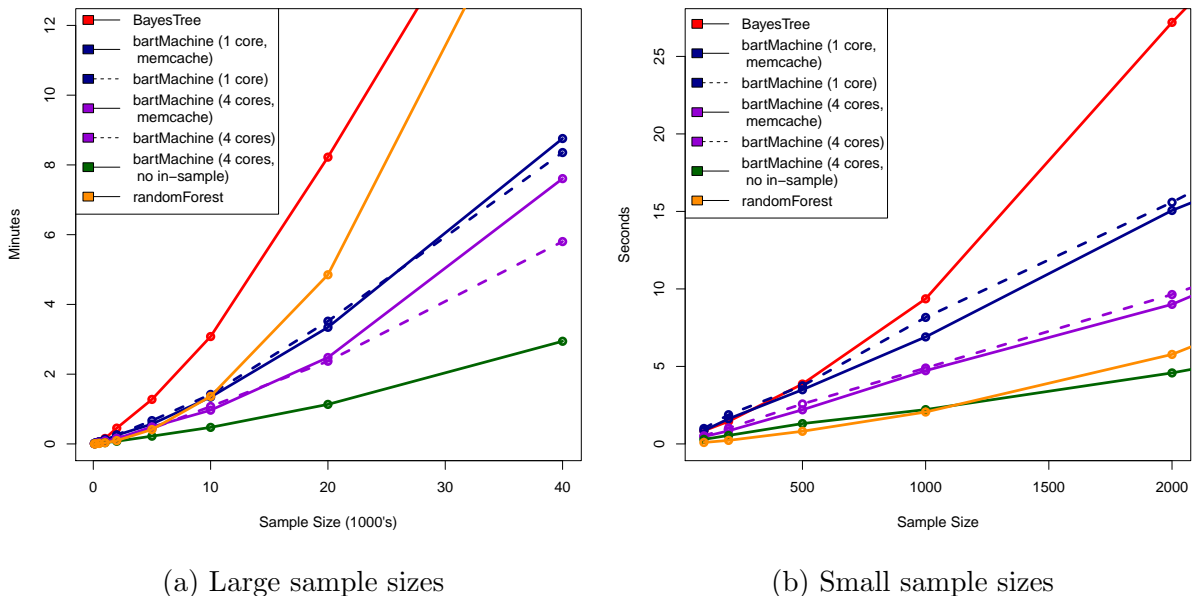 BayesTree
bartMachine (1 core,
memcache)
bartMachine (1 core)
bartMachine (4 cores,
memcache)
bartMachine (4 cores)
bartMachine (4 cores,
no in−sample)
randomForest
12
10
8
6
4
2
0
Minutes
0
10
20
30
40
Sample Size (1000's)
(a) Large sample sizes
BayesTree
bartMachine (1 core,
memcache)
bartMachine (1 core)
bartMachine (4 cores,
memcache)
bartMachine (4 cores)
bartMachine (4 cores,
no in−sample)
randomForest
25
20
15
10
5
0
Seconds
500
1000
1500
2000
Sample Size
(b) Small sample sizes